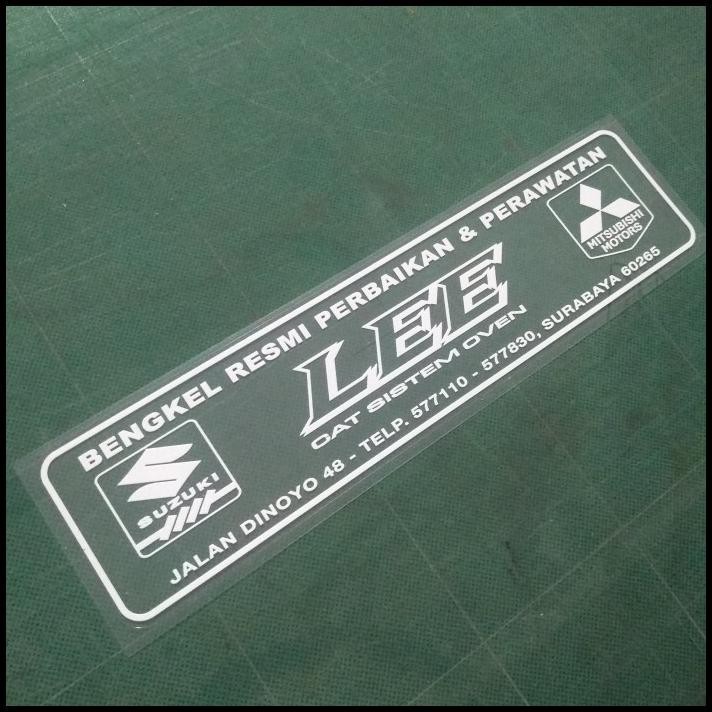 BENGKEL RESMI PERBAIKAN & PERAWATAN
SUZUKI
LEE
CAT SISTEM OVEN
MITSUBISHI
MOTORS
JALAN DINOYO 48 - TELP. 577110 - 577830, SURABAYA 60265